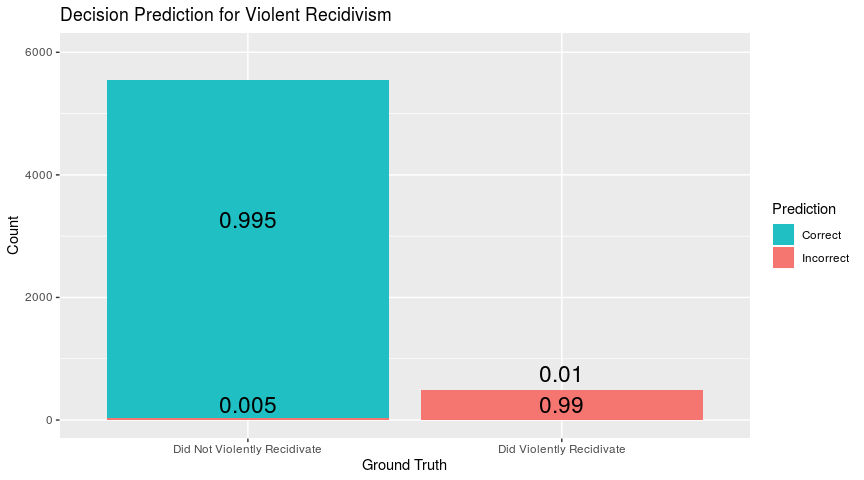 Decision Prediction for Violent Recidivism
6000
4000
2000
0
Count
0.995
0.005
0.01
0.99
Did Not Violently Recidivate
Did Violently Recidivate
Ground Truth
Prediction
Correct
Incorrect